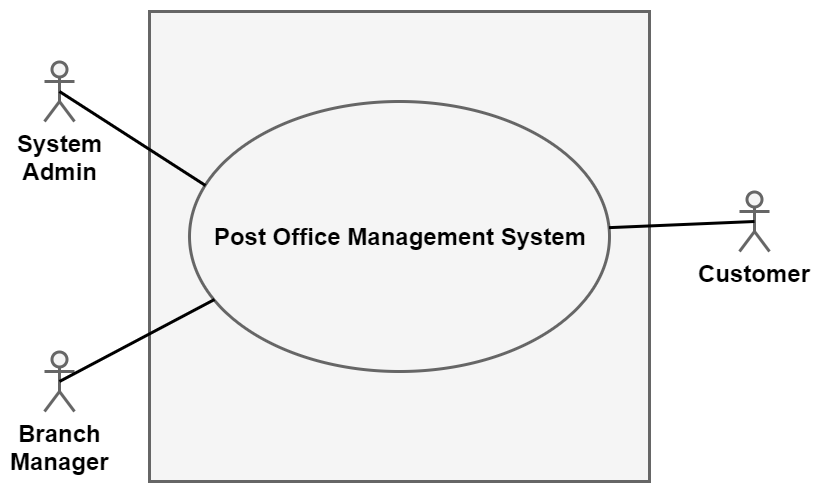 System
Admin
Post Office Management System
Customer
Branch
Manager